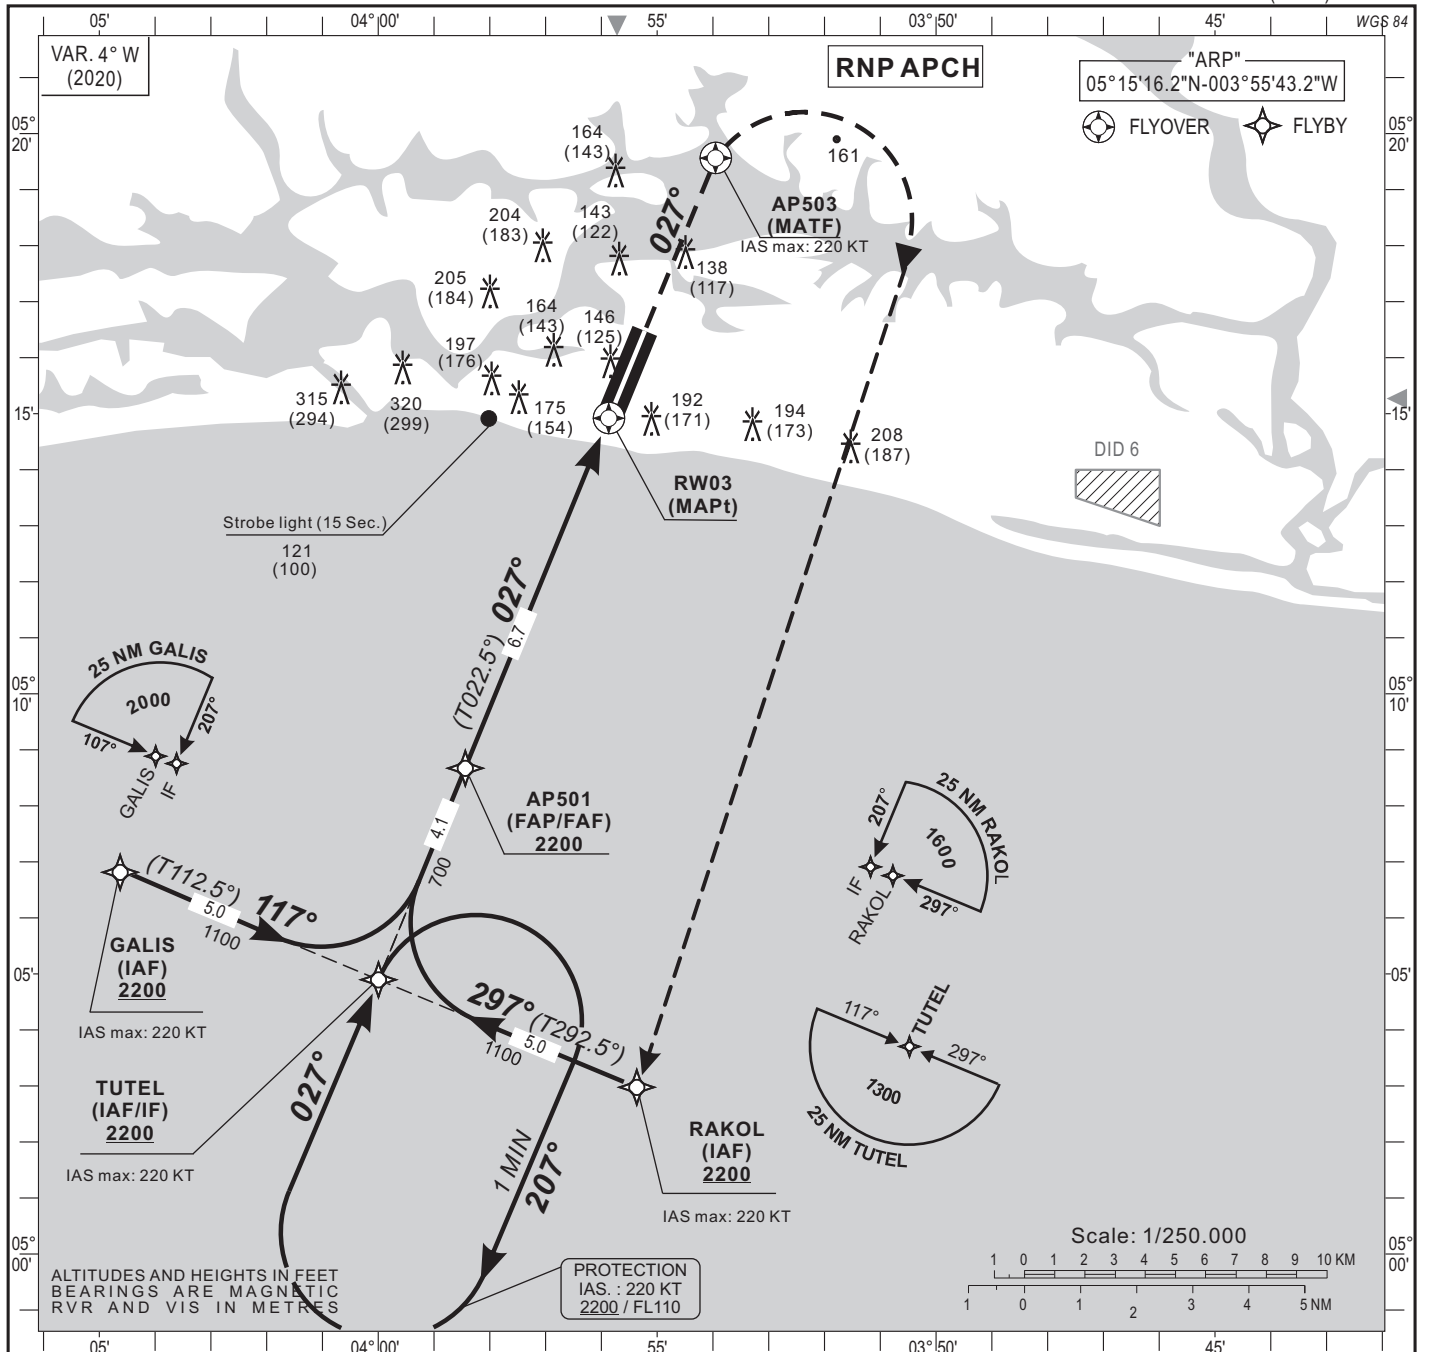 05'
04° 00'
55'
03° 50'
45'
WGS 84
VAR. 4° W
(2020)
RNP APCH
"ARP"
05°15'16.2"N-003°55'43.2"W
FLYOVER
FLYBY
05°
20'
05°
20'
164
(143)
161
AP503
(MATF)
IAS max: 220 KT
027°
204
(183)
143
(122)
138
(117)
205
(184)
164
(143)
146
(125)
197
(176)
315
(294)
320
(299)
175
(154)
192
(171)
194
(173)
208
(187)
15'
15'
DID 6
RW03
(MAPt)
Strobe light (15 Sec.)
121
(100)
027°
6.7
(T022.5°)
25 NM GALIS
2000
207°
107°
GALIS
IF
05°
10'
05°
10'
AP501
(FAP/FAF)
2200
4.1
700
25 NM RAKOL
207°
1600
IF
RAKOL
297°
(T112.5°)
117°
5.0
1100
GALIS
(IAF)
2200
IAS max: 220 KT
05'
05'
297°
(T292.5°)
5.0
1100
TUTEL
117°
297°
1300
25 NM TUTEL
027°
TUTEL
(IAF/IF)
2200
IAS max: 220 KT
1 MIN
207°
RAKOL
(IAF)
2200
IAS max: 220 KT
05°
00'
05°
00'
ALTITUDES AND HEIGHTS IN FEET
BEARINGS ARE MAGNETIC
RVR AND VIS IN METRES
PROTECTION
IAS. : 220 KT
2200 / FL110
Scale: 1/250.000
1 0 1 2 3 4 5 6 7 8 9 10 KM
1 0 1 2 3 4 5 NM
05'
04° 00'
55'
03° 50'
45'